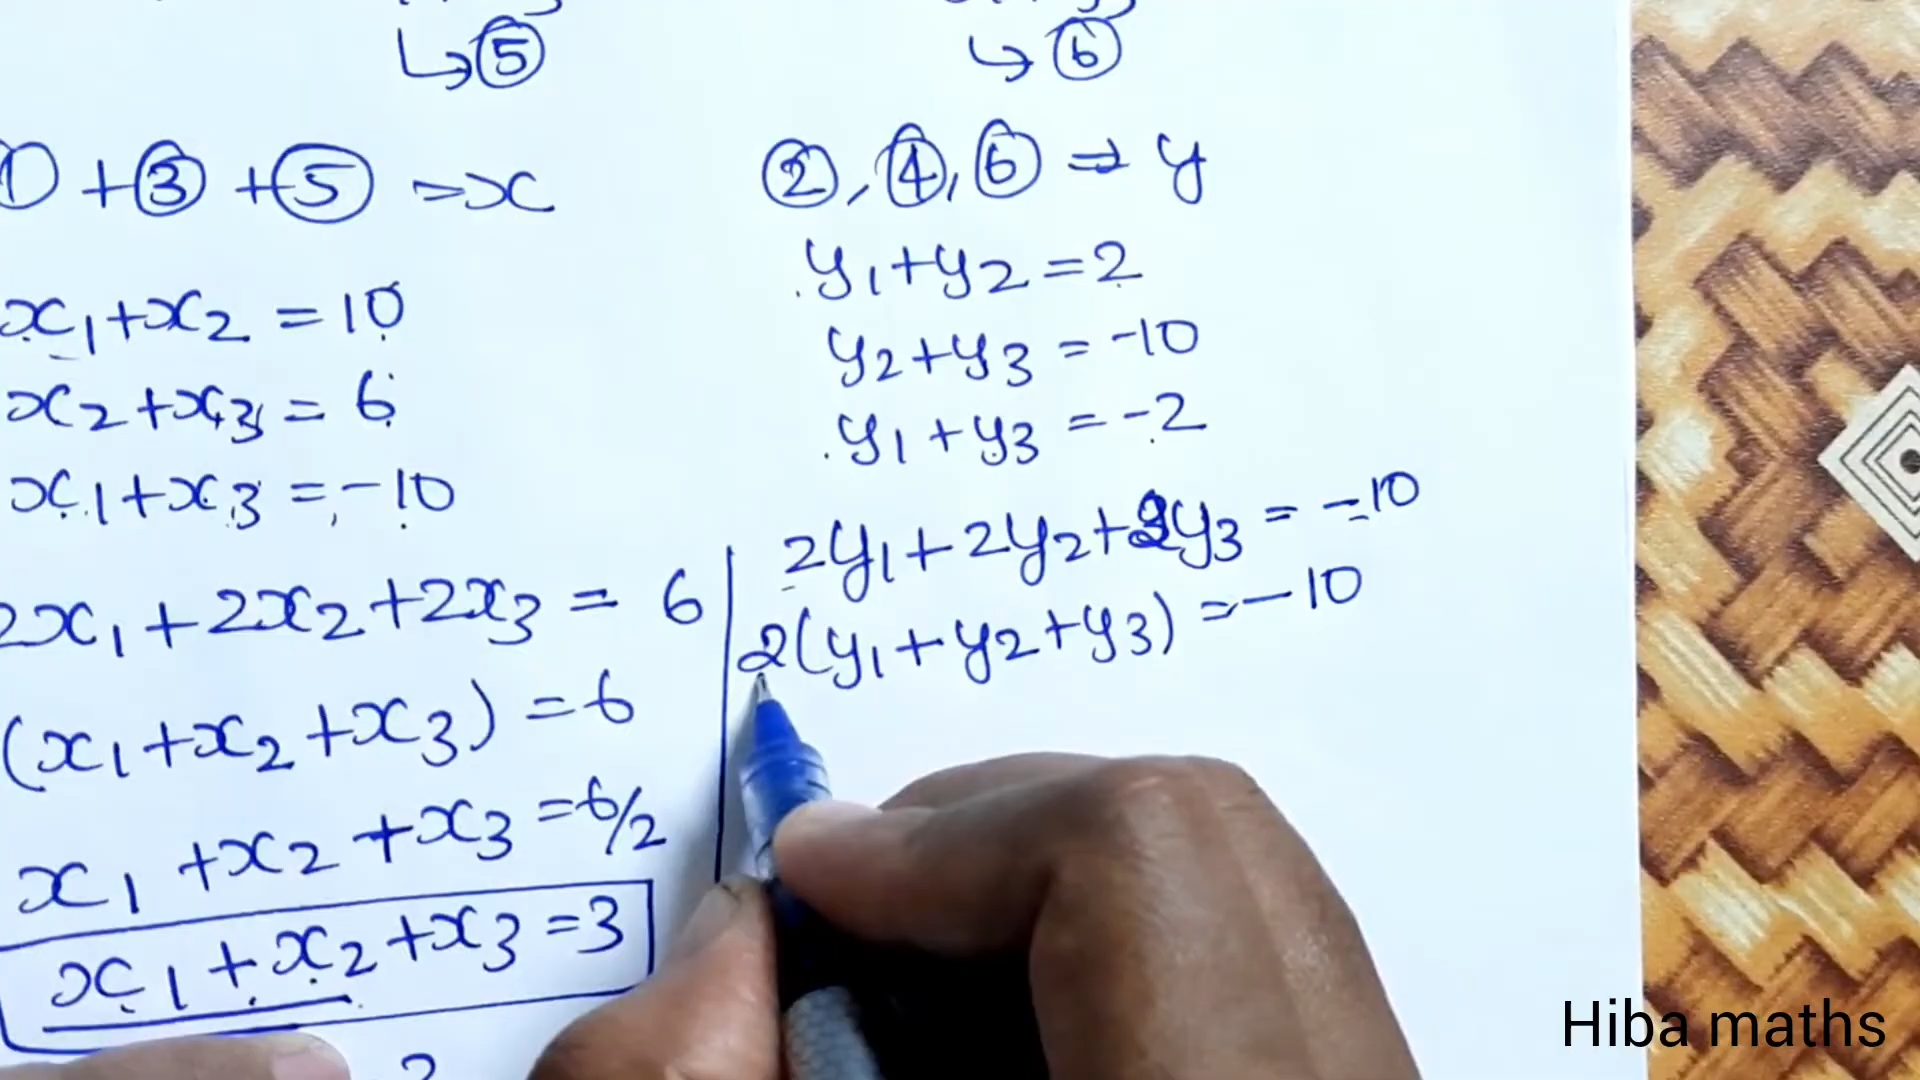 ↳⑤
① + ③ + ⑤ ⇒ x
x₁ + x₂ = 10
x₂ + x₃ = 6
x₁ + x₃ = -10
2x₁ + 2x₂ + 2x₃ = 6
(x₁ + x₂ + x₃) = 6
x₁ + x₂ + x₃ = 6/2
x₁ + x₂ + x₃ = 3
↳⑥
②, ④, ⑥ ⇒ y
y₁ + y₂ = 2
y₂ + y₃ = -10
y₁ + y₃ = -2
2y₁ + 2y₂ + 2y₃ = -10
2(y₁ + y₂ + y₃) = -10
Hiba maths